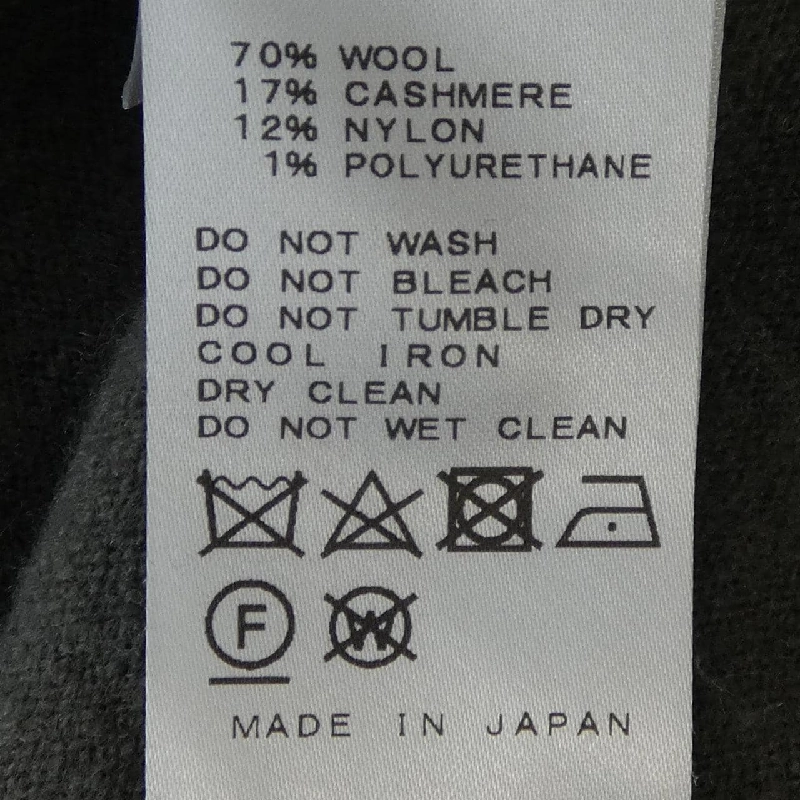 70% WOOL
17% CASHMERE
12% NYLON
1% POLYURETHANE
DO NOT WASH
DO NOT BLEACH
DO NOT TUMBLE DRY
COOL IRON
DRY CLEAN
DO NOT WET CLEAN
F W
MADE IN JAPAN